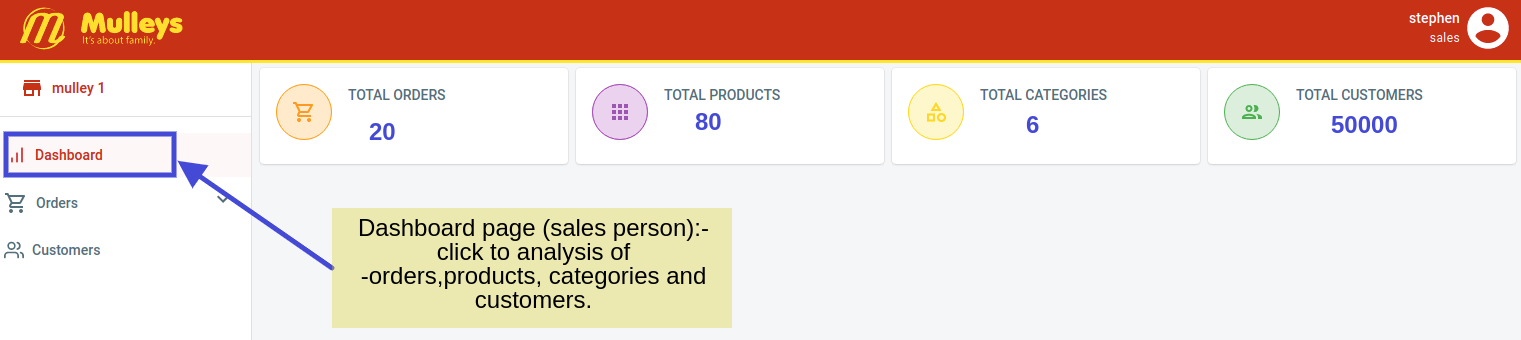 Mulleys
It's about family.
stephen
sales
mulley 1
Dashboard
Orders
Customers
TOTAL ORDERS
20
TOTAL PRODUCTS
80
TOTAL CATEGORIES
6
TOTAL CUSTOMERS
50000
Dashboard page (sales person):-
click to analysis of
-orders,products, categories and
customers.